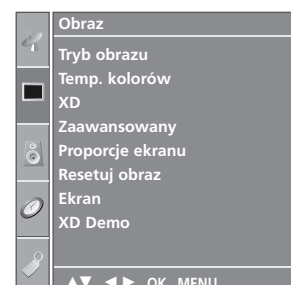 Obraz
Tryb obrazu
Temp. kolorów
XD
Zaawansowany
Proporcje ekranu
Resetuj obraz
Ekran
XD Demo
▲▼ ◄► OK MENU